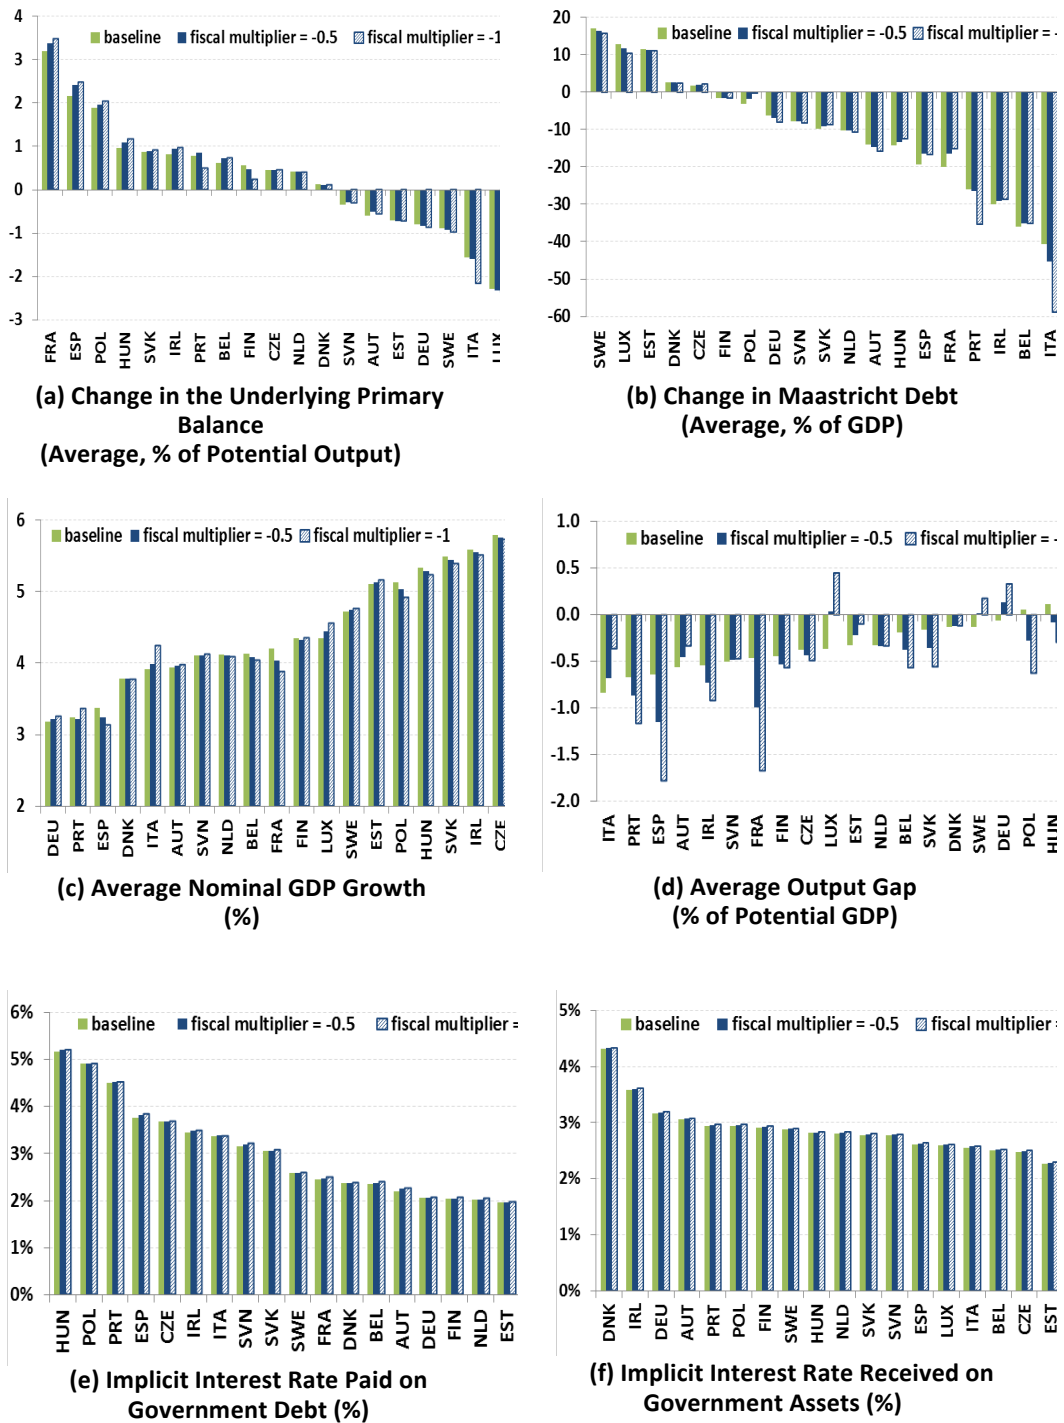 4
3
2
1
0
-1
-2
-3
baseline fiscal multiplier = -0.5 fiscal multiplier = -1
FRA ESP POL HUN SVK IRL PRT BEL FIN CZE NLD DNK SVN AUT EST DEU SWE ITA LUX
(a) Change in the Underlying Primary
Balance
(Average, % of Potential Output)
20
10
0
-10
-20
-30
-40
-50
-60
baseline fiscal multiplier = -0.5 fiscal multiplier = -
SWE LUX EST DNK CZE FIN POL DEU SVN SVK NLD AUT HUN ESP FRA PRT IRL BEL ITA
(b) Change in Maastricht Debt
(Average, % of GDP)
6
5
4
3
2
baseline fiscal multiplier = -0.5 fiscal multiplier = -1
DEU PRT ESP DNK ITA AUT SVN NLD BEL FRA FIN LUX SWE EST POL HUN SVK IRL CZE
(c) Average Nominal GDP Growth
(%)
1.0
0.5
0.0
-0.5
-1.0
-1.5
-2.0
baseline fiscal multiplier = -0.5 fiscal multiplier = -
ITA PRT ESP AUT IRL SVN FRA FIN CZE LUX EST NLD BEL SVK DNK SWE DEU POL HUN
(d) Average Output Gap
(% of Potential GDP)
6%
5%
4%
3%
2%
1%
0%
baseline fiscal multiplier = -0.5 fiscal multiplier =
HUN POL PRT ESP CZE IRL ITA SVN SVK SWE FRA DNK BEL AUT DEU FIN NLD EST
(e) Implicit Interest Rate Paid on
Government Debt (%)
5%
4%
3%
2%
1%
0%
baseline fiscal multiplier = -0.5 fiscal multiplier =
DNK IRL DEU AUT PRT POL FIN SWE HUN NLD SVK SVN ESP LUX ITA BEL CZE EST
(f) Implicit Interest Rate Received on
Government Assets (%)